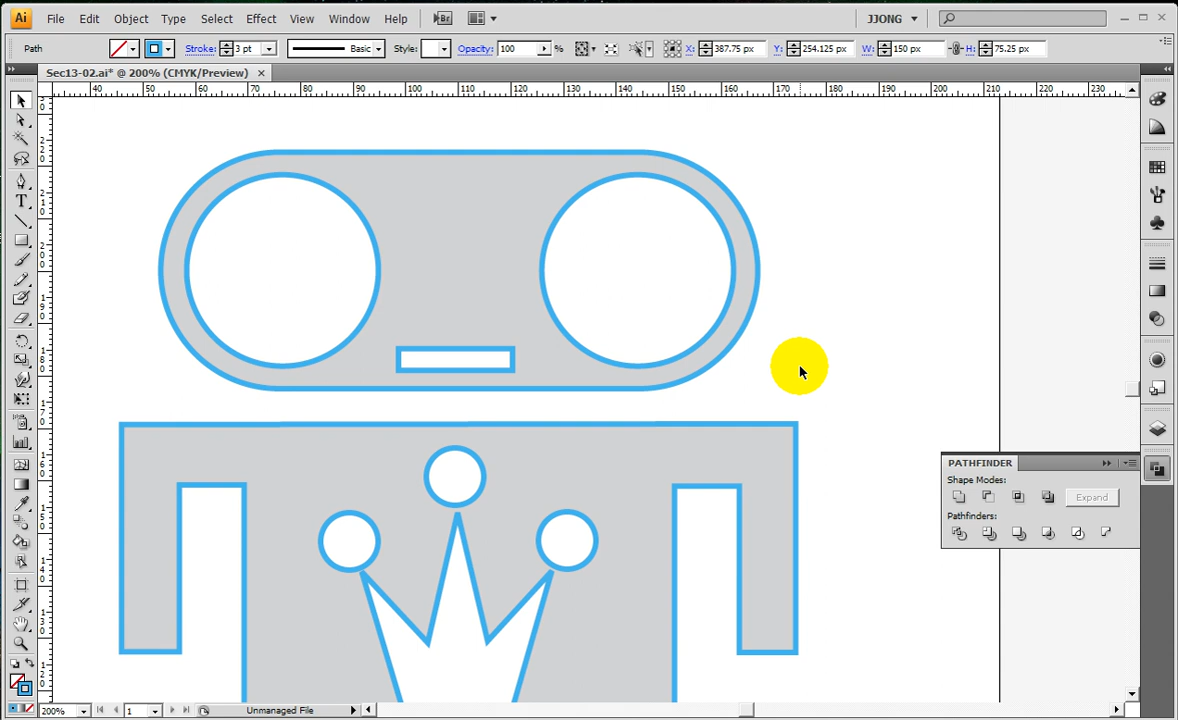 Ai File Edit Object Type Select Effect View Window Help Br JJONG
Path Stroke: 3 pt Basic Style: Opacity: 100 % X: 387.75 px Y: 254.125 px W: 150 px H: 75.25 px
Sec13-02.ai* @ 200% (CMYK/Preview)
40 50 60 70 80 90 100 110 120 130 140 150 160 170 180 190 200 210 220 230
PATHFINDER
Shape Modes:
Expand
Pathfinders:
200% 1 Unmanaged File